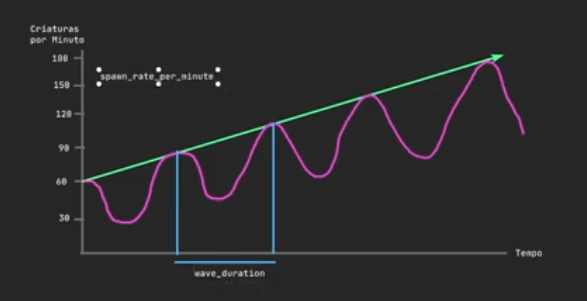 Criaturas
por Minuto
180
spawn_rate_per_minute
150
120
90
60
30
Tempo
wave_duration